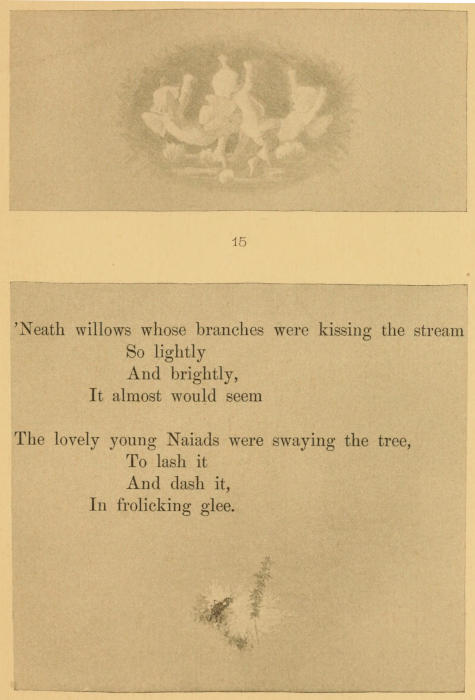 15
'Neath willows whose branches were kissing the stream
So lightly
And brightly,
It almost would seem
The lovely young Naiads were swaying the tree,
To lash it
And dash it,
In frolicking glee.